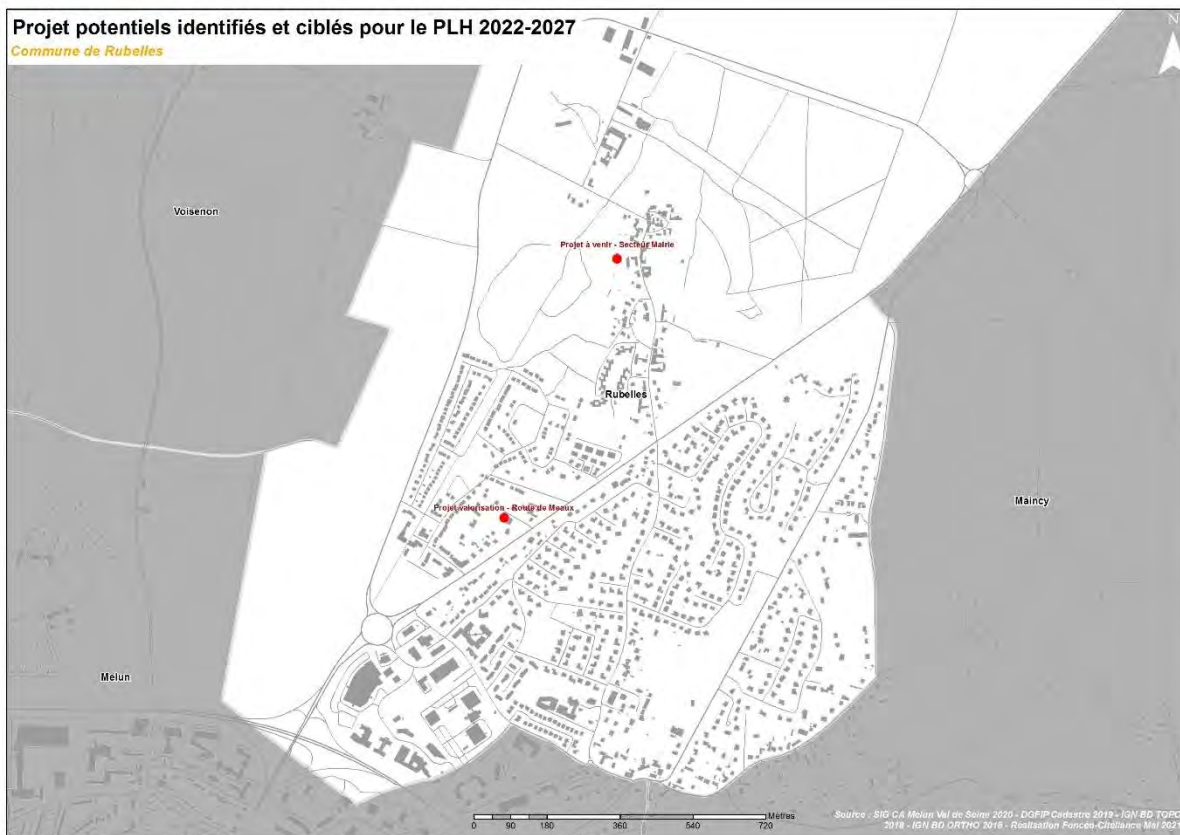 Projet potentiels identifiés et ciblés pour le PLH 2022-2027
Commune de Rubelles
N
Voisenon
Projet à venir - Secteur Mairie
Rubelles
Maincy
Projet valorisation - Route de Meaux
Melun
Mètres
0 90 180 360 540 720
Source : SIG CA Melun Val de Seine 2020 - DGFIP Cadastre 2019 - IGN BD TOPO
2018 - IGN BD ORTHO 2018 - Réalisation Foncéo-Citallance Mai 2021